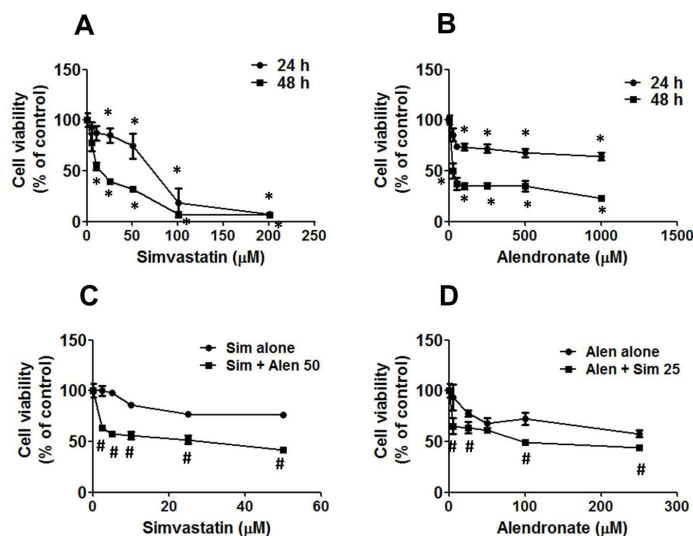 A
Cell viability
(% of control)
150
100
50
0
24 h
48 h
* * * * * * * * * *
0 50 100 150 200 250
Simvastatin (µM)
B
Cell viability
(% of control)
150
100
50
0
24 h
48 h
* * * * * * * * *
0 500 1000 1500
Alendronate (µM)
C
Cell viability
(% of control)
150
100
50
0
Sim alone
Sim + Alen 50
# # # # #
0 20 40 60
Simvastatin (µM)
D
Cell viability
(% of control)
150
100
50
0
Alen alone
Alen + Sim 25
# # # #
0 100 200 300
Alendronate (µM)